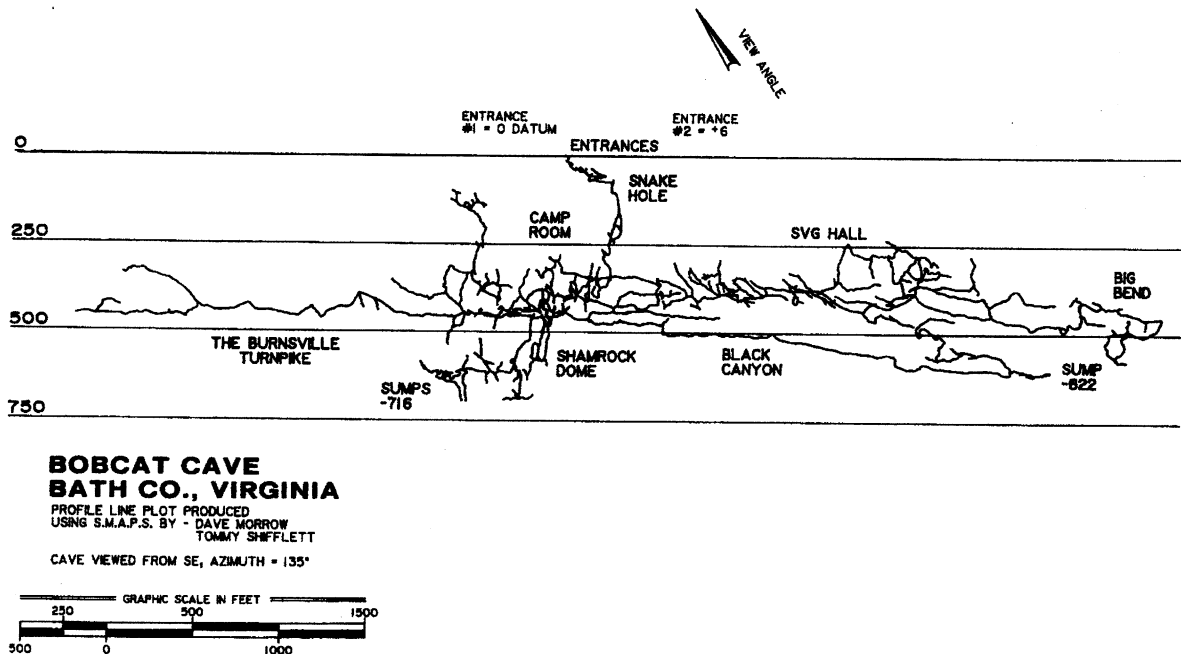 VIEW ANGLE
ENTRANCE
#1 = 0 DATUM
ENTRANCE
#2 = +6
0
ENTRANCES
SNAKE
HOLE
CAMP
ROOM
250
SVG HALL
BIG
BEND
500
THE BURNSVILLE
TURNPIKE
SHAMROCK
DOME
BLACK
CANYON
SUMP
-622
SUMPS
-716
750
BOBCAT CAVE
BATH CO., VIRGINIA
PROFILE LINE PLOT PRODUCED
USING S.M.A.P.S. BY - DAVE MORROW
TOMMY SHIFFLETT
CAVE VIEWED FROM SE, AZIMUTH = 135°
GRAPHIC SCALE IN FEET
250 500 1500
500 0 1000